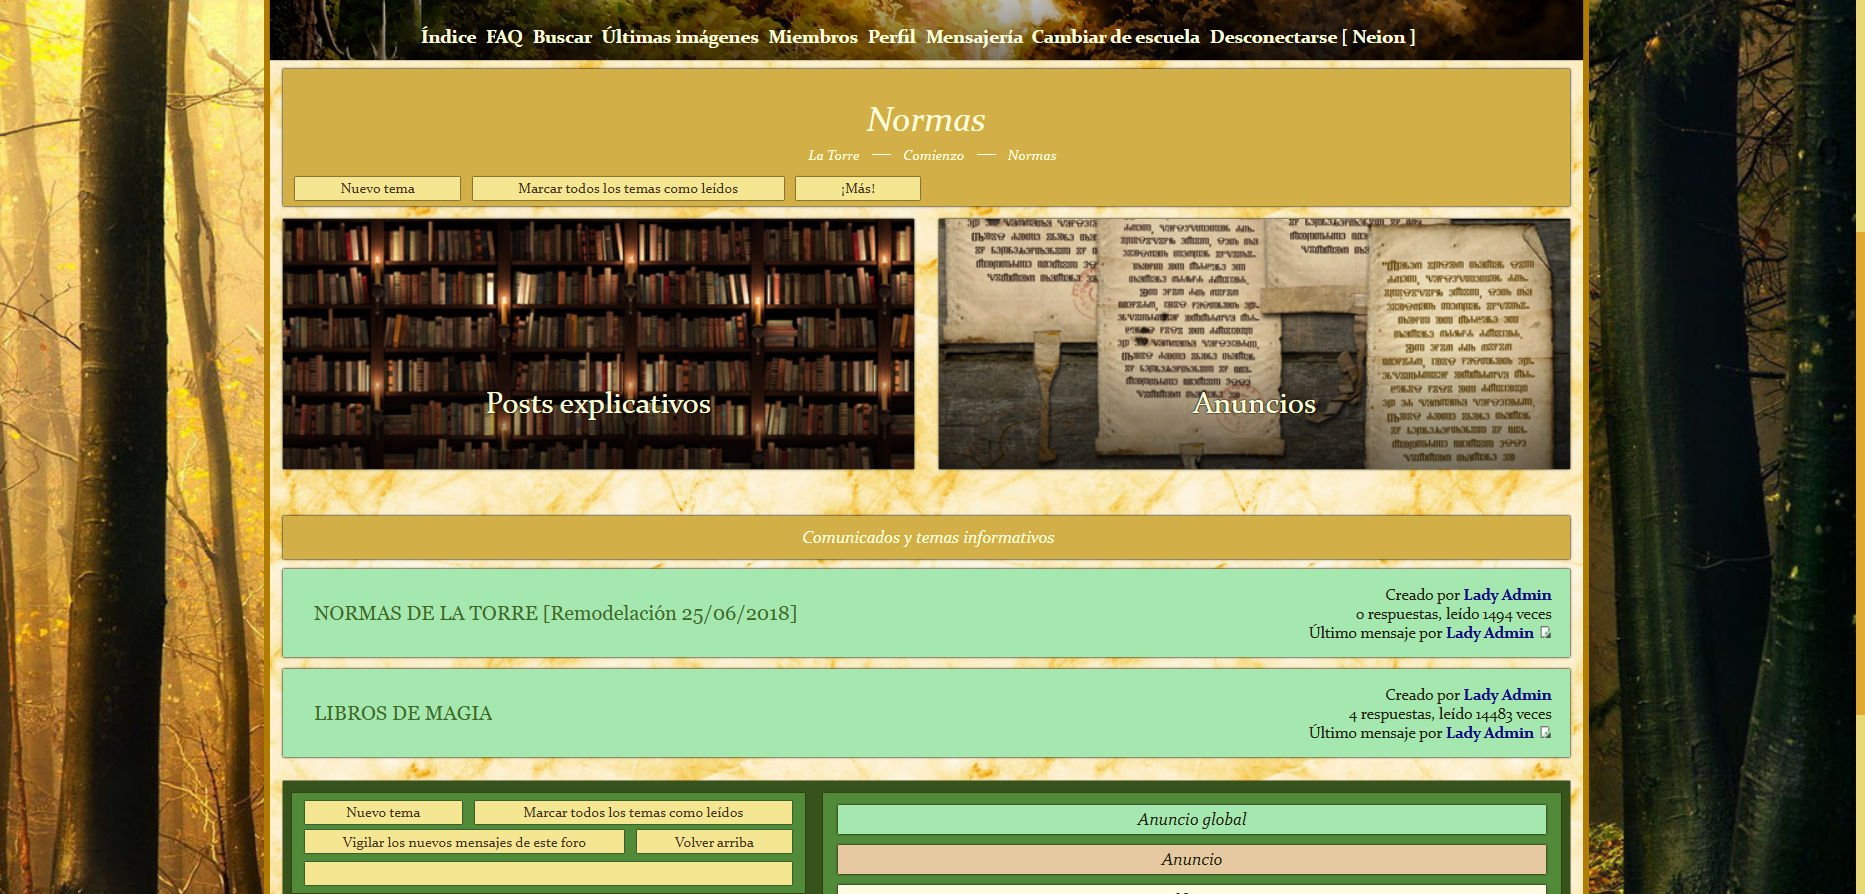 Índice FAQ Buscar Últimas imágenes Miembros Perfil Mensajería Cambiar de escuela Desconectarse [ Neion ]
Normas
La Torre — Comienzo — Normas
Nuevo tema
Marcar todos los temas como leídos
¡Más!
Posts explicativos
Anuncios
Comunicados y temas informativos
NORMAS DE LA TORRE [Remodelación 25/06/2018]
Creado por Lady Admin
0 respuestas, leído 1494 veces
Último mensaje por Lady Admin
LIBROS DE MAGIA
Creado por Lady Admin
4 respuestas, leído 14483 veces
Último mensaje por Lady Admin
Nuevo tema
Marcar todos los temas como leídos
Vigilar los nuevos mensajes de este foro
Volver arriba
Anuncio global
Anuncio